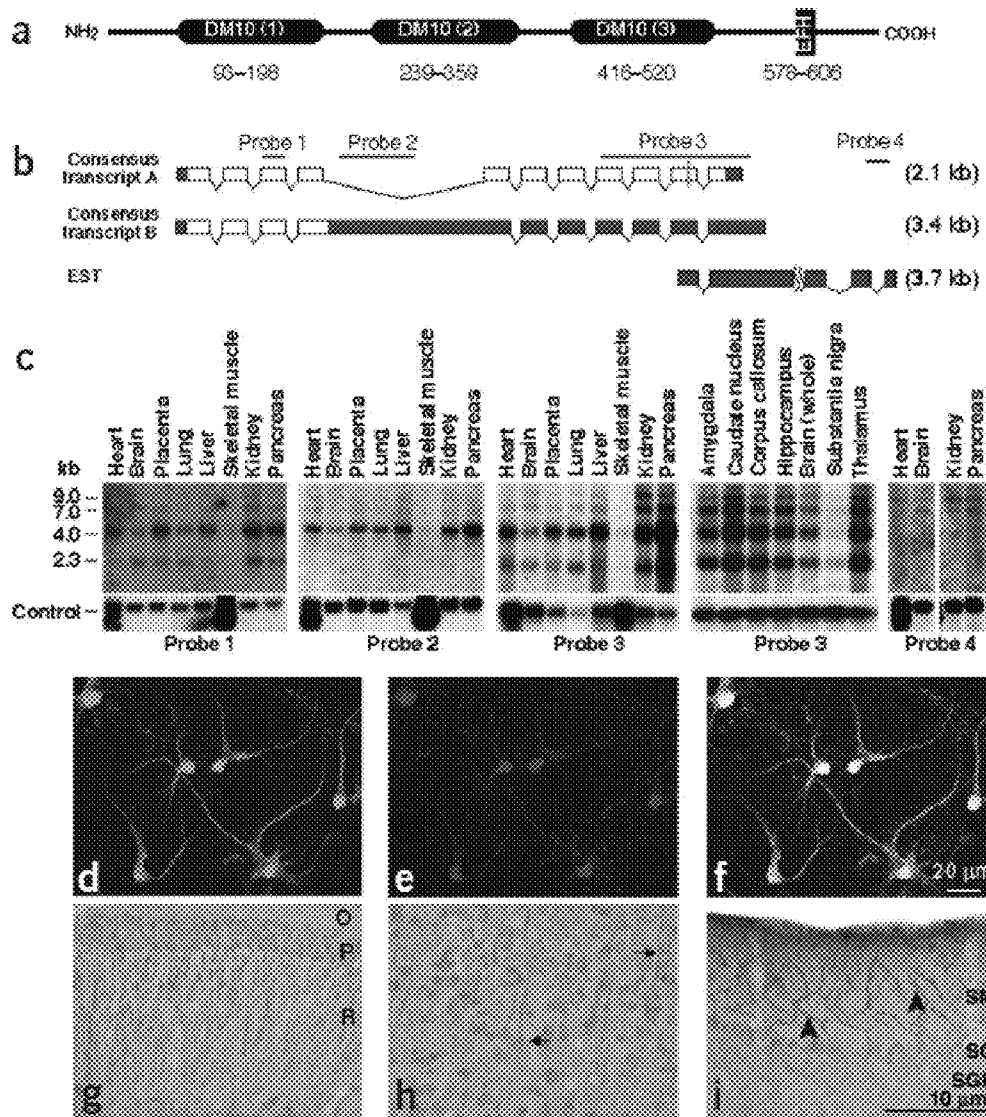 a
NH₂ DM10 (1) DM10 (2) DM10 (3) COOH
93–198 239–359 416–520 578–606
b
Probe 1 Probe 2 Probe 3 Probe 4
Consensus transcript A (2.1 kb)
Consensus transcript B (3.4 kb)
EST (3.7 kb)
c
Heart Brain Placenta Lung Liver Skeletal muscle Kidney Pancreas
Heart Brain Placenta Lung Liver Skeletal muscle Kidney Pancreas
Heart Brain Placenta Lung Liver Skeletal muscle Kidney Pancreas
Amygdala Caudate nucleus Corpus callosum Hippocampus Brain (whole) Substantia nigra Thalamus
Heart Brain Kidney Pancreas
kb
9.0
7.0
4.0
2.3
Control
Probe 1 Probe 2 Probe 3 Probe 3 Probe 4
d e f 20 µm
O
P
R
g h i
10 µm